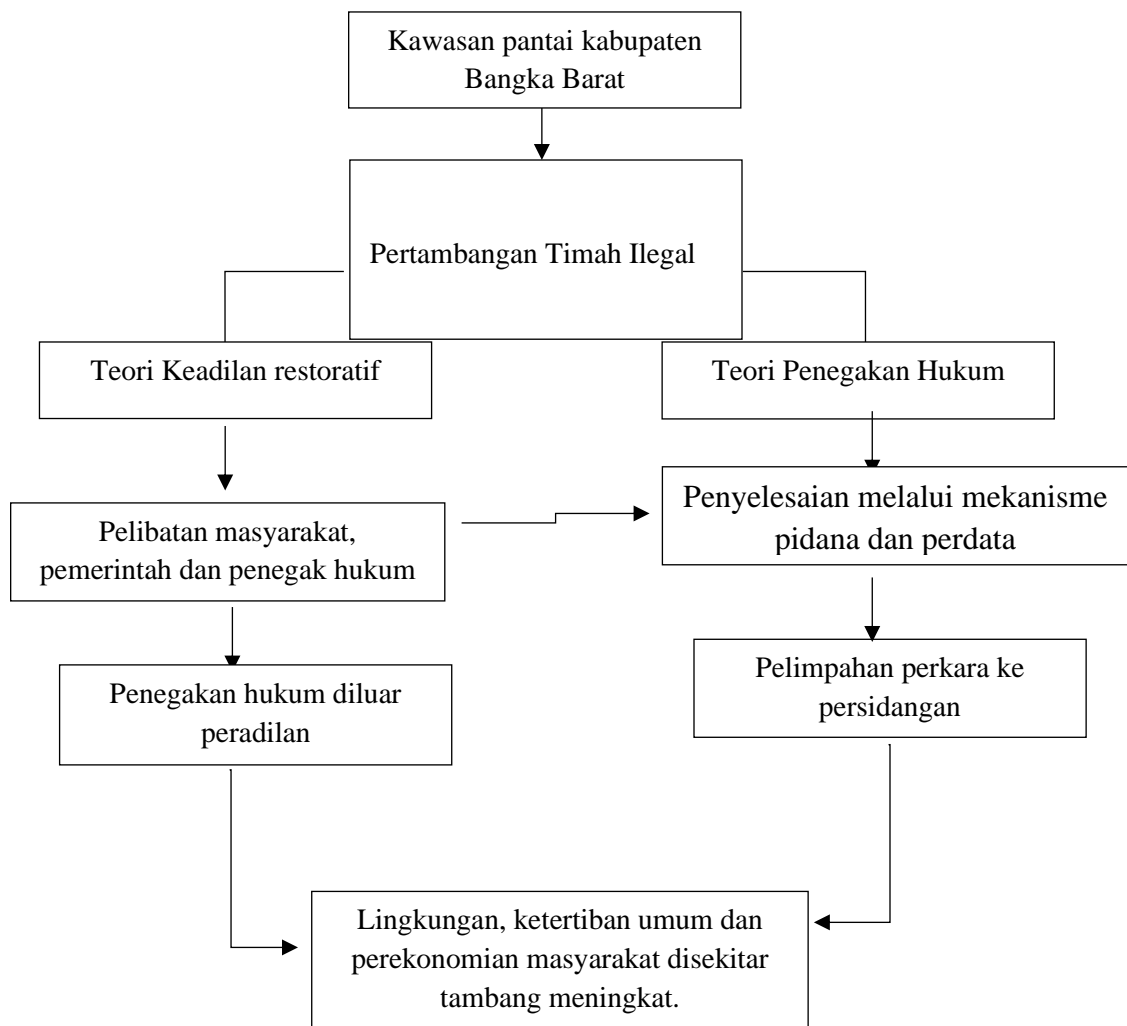 Kawasan pantai kabupaten
Bangka Barat
Pertambangan Timah Ilegal
Teori Keadilan restoratif
Teori Penegakan Hukum
Pelibatan masyarakat,
pemerintah dan penegak hukum
Penyelesaian melalui mekanisme
pidana dan perdata
Penegakan hukum diluar
peradilan
Pelimpahan perkara ke
persidangan
Lingkungan, ketertiban umum dan
perekonomian masyarakat disekitar
tambang meningkat.